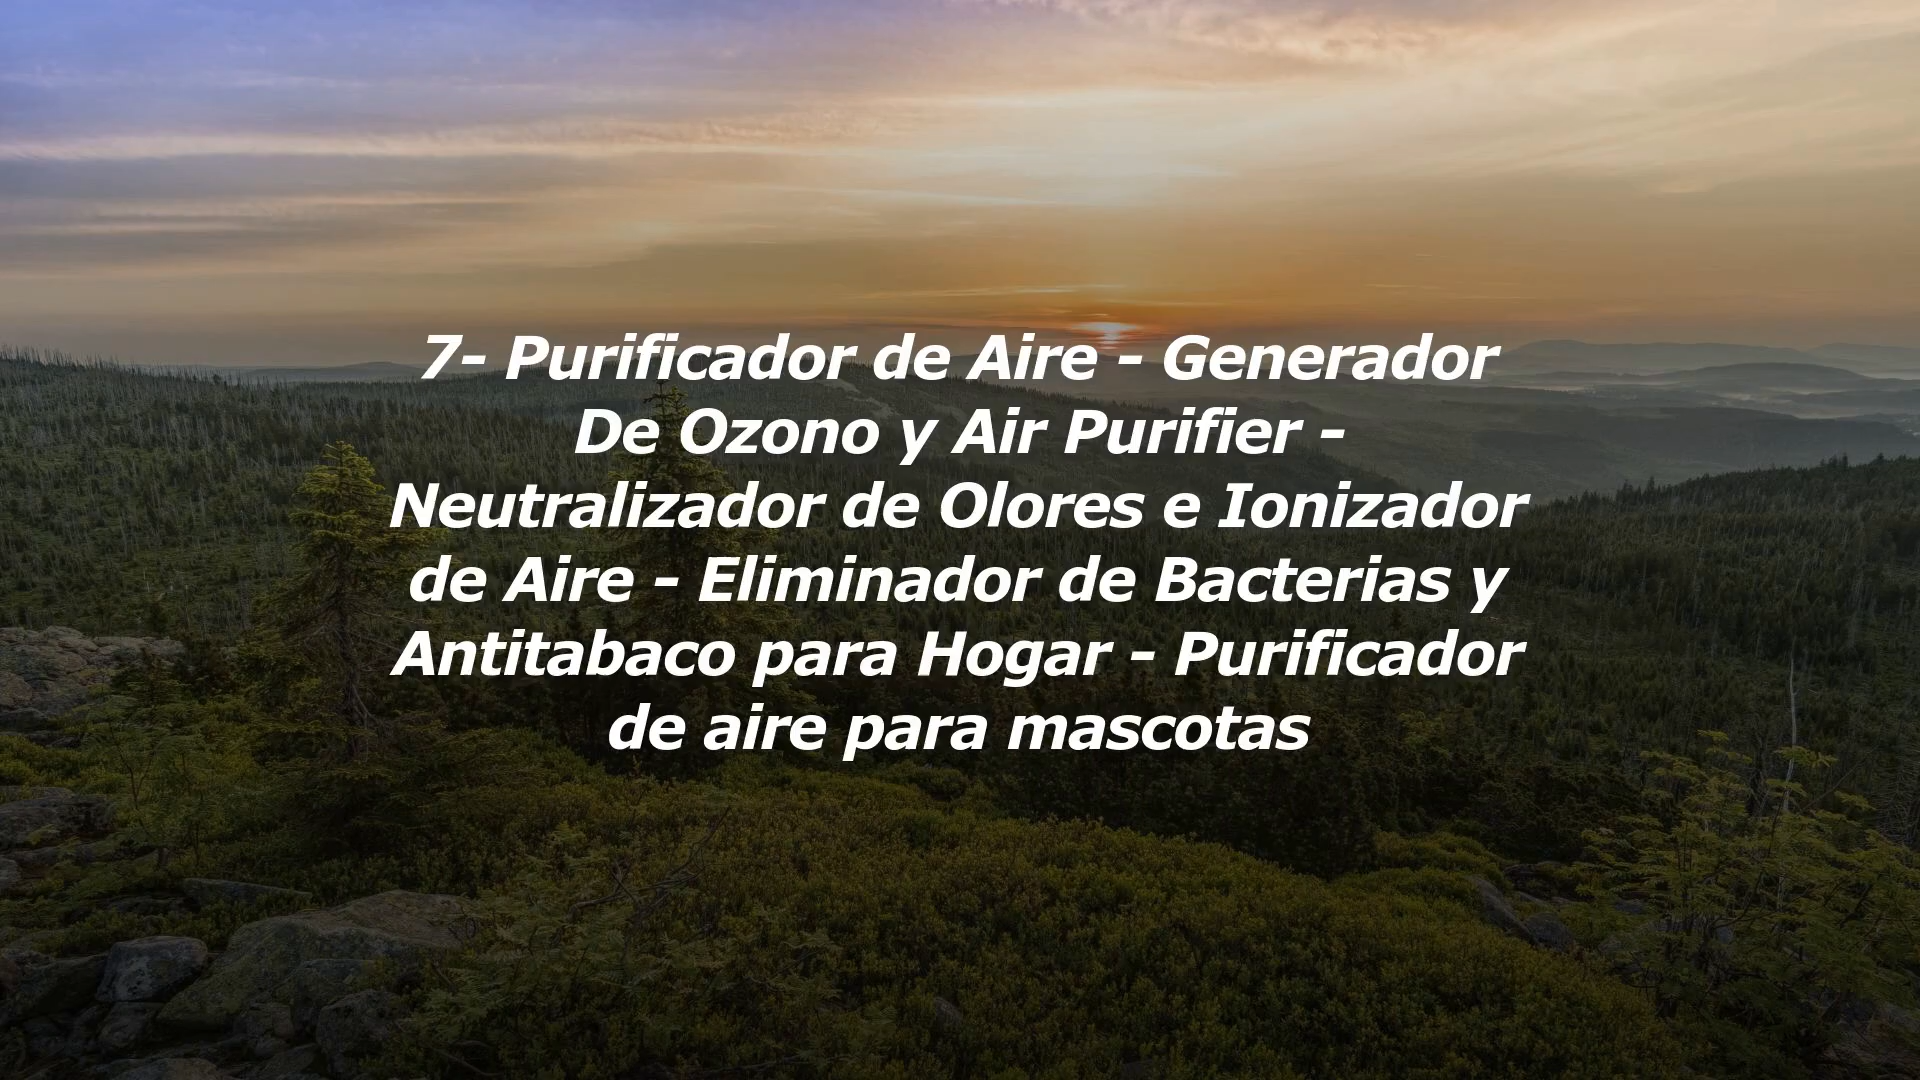 7- Purificador de Aire - Generador
De Ozono y Air Purifier -
Neutralizador de Olores e Ionizador
de Aire - Eliminador de Bacterias y
Antitabaco para Hogar - Purificador
de aire para mascotas